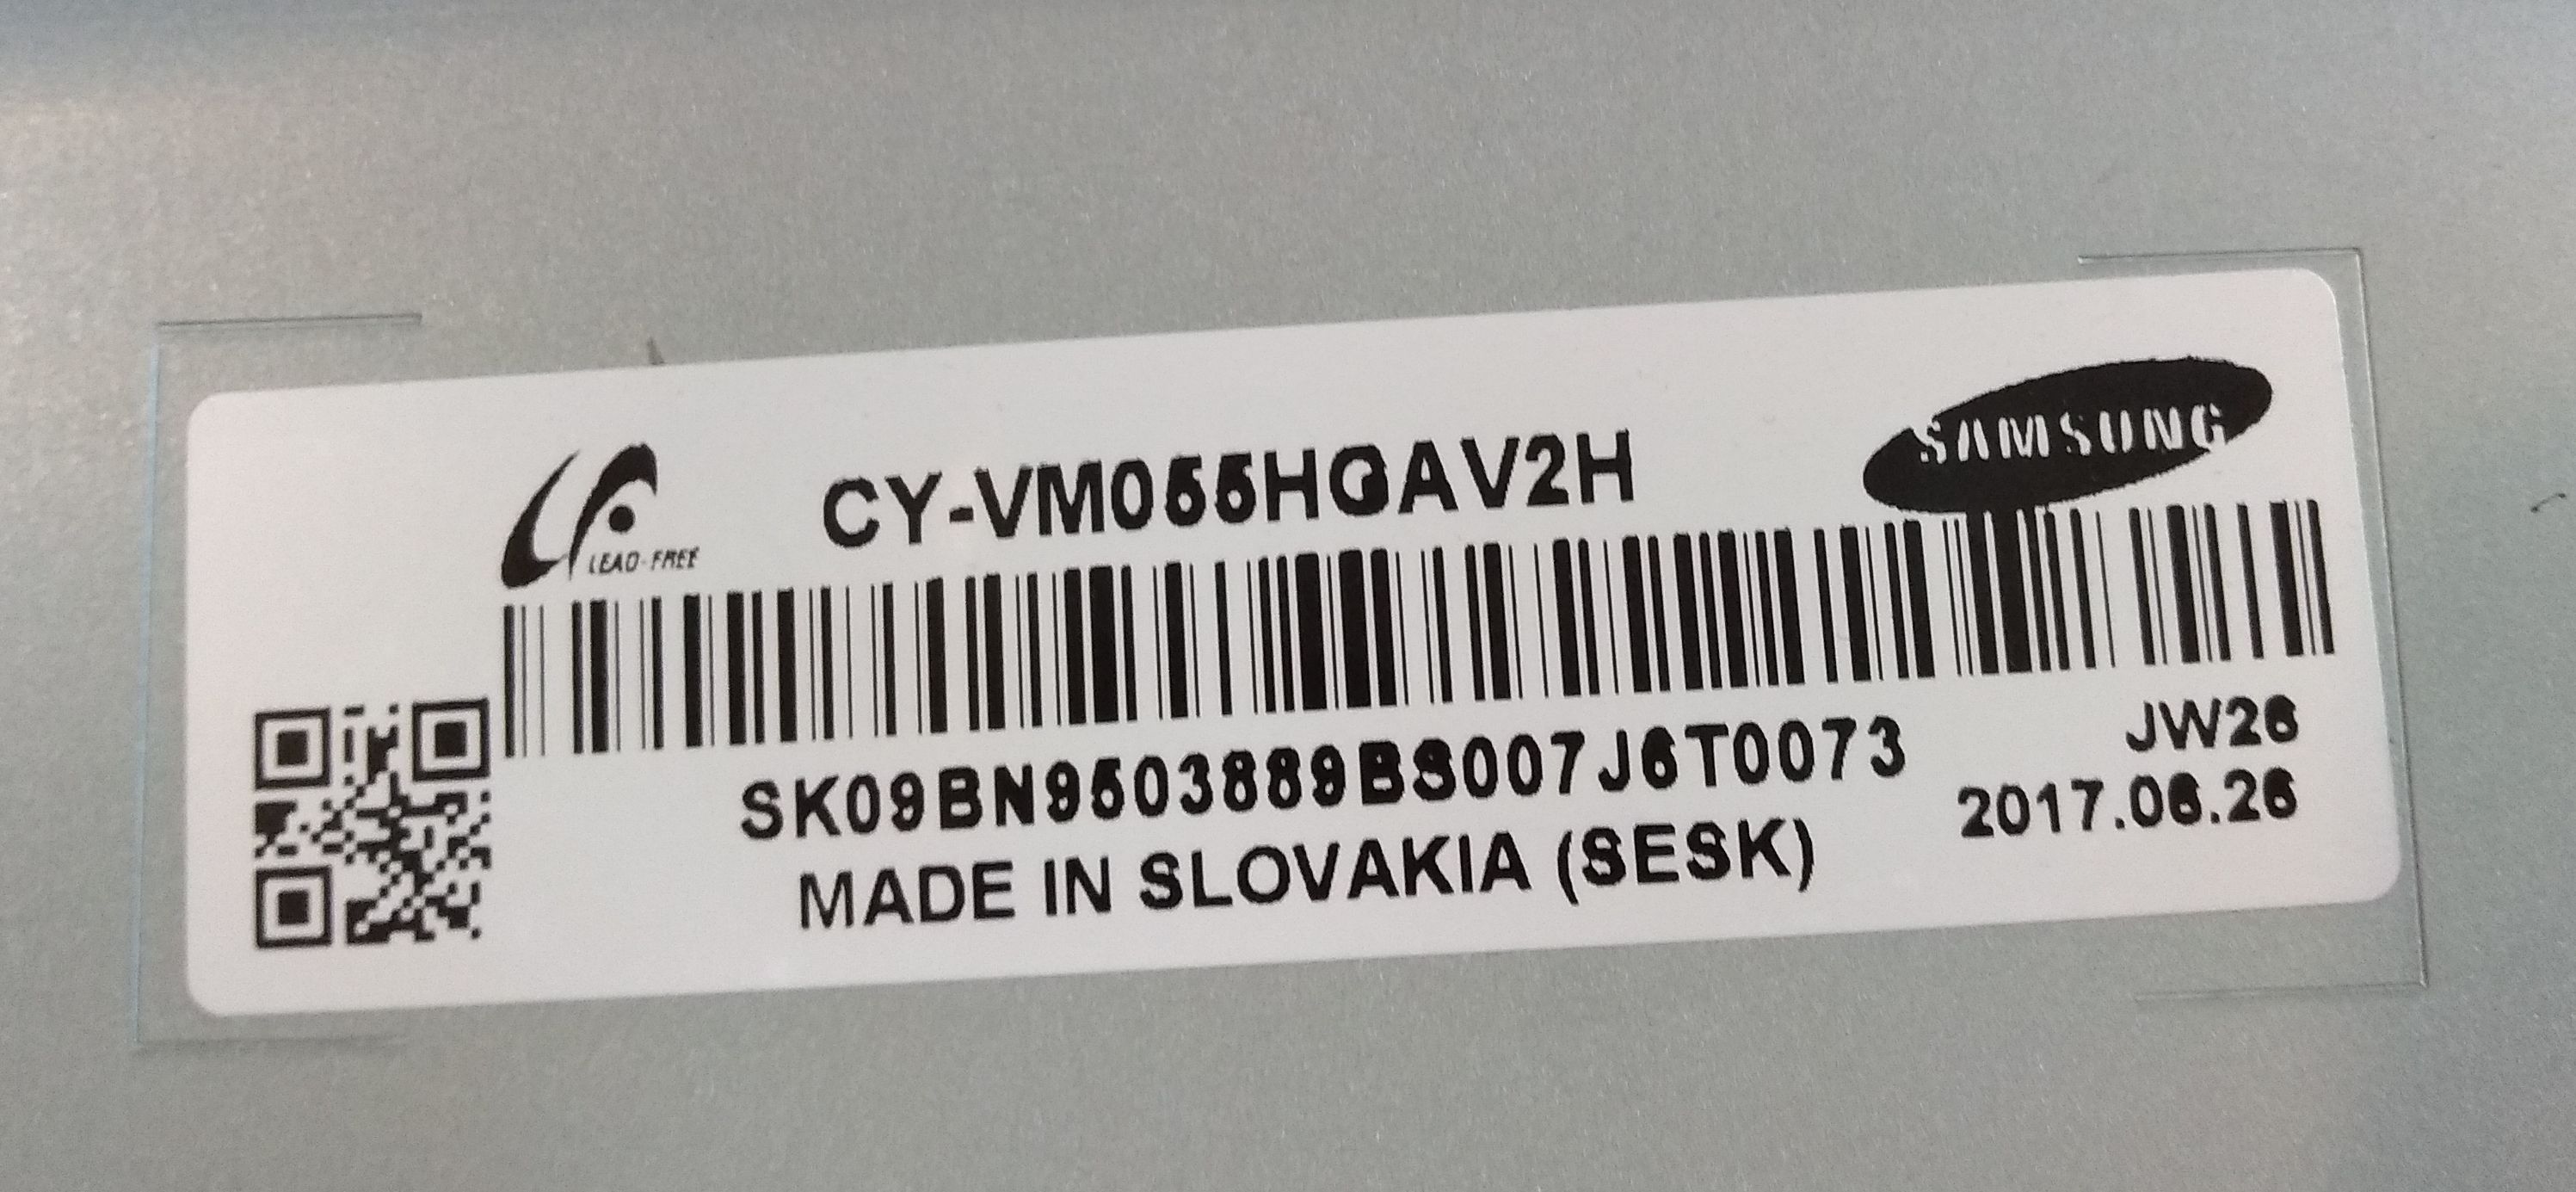 SAMSUNG
CY-VM055HGAV2H
LEAD-FREE
SK09BN9503889BS007J6T0073
JW26
2017.06.26
MADE IN SLOVAKIA (SESK)